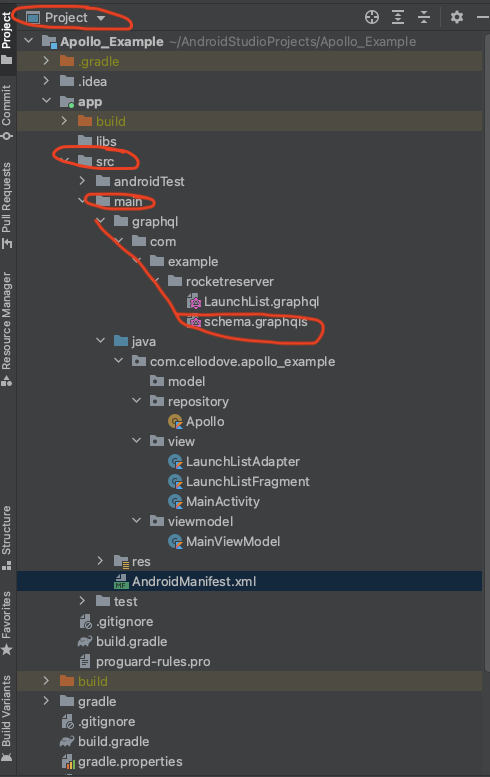 Project
Apollo_Example ~/AndroidStudioProjects/Apollo_Example
.gradle
.idea
app
build
libs
src
androidTest
main
graphql
com
example
rocketreserver
LaunchList.graphql
schema.graphqls
java
com.cellodove.apollo_example
model
repository
Apollo
view
LaunchListAdapter
LaunchListFragment
MainActivity
viewmodel
MainViewModel
res
AndroidManifest.xml
test
.gitignore
build.gradle
proguard-rules.pro
build
gradle
.gitignore
build.gradle
gradle.properties
Project
Commit
Pull Requests
Resource Manager
Structure
Favorites
Build Variants